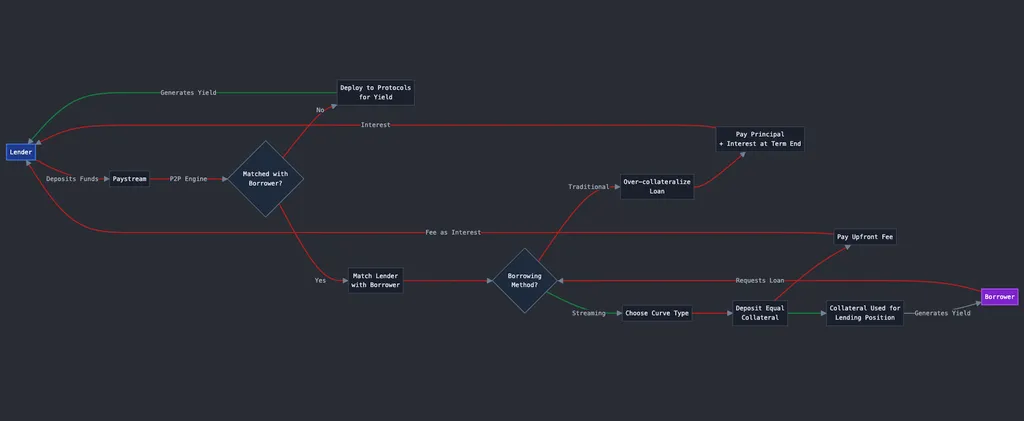 Generates Yield
Deploy to Protocols
for Yield
No
Interest
Pay Principal
+ Interest at Term End
Lender
Deposits Funds
Paystream
P2P Engine
Matched with
Borrower?
Traditional
Over-collateralize
Loan
Fee as Interest
Pay Upfront Fee
Yes
Match Lender
with Borrower
Borrowing
Method?
Requests Loan
Borrower
Streaming
Choose Curve Type
Deposit Equal
Collateral
Collateral Used for
Lending Position
Generates Yield